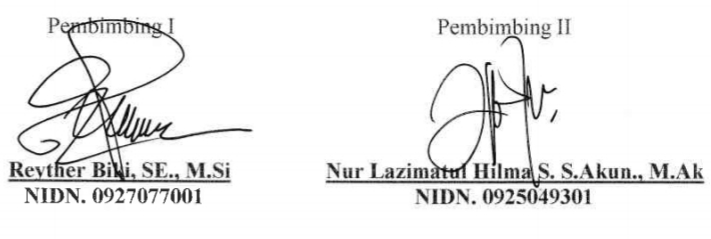 Pembimbing I
Pembimbing II
Reyther Biki, SE., M.Si
NIDN. 0927077001
Nur Lazimatul Hilma S. S.Akun., M.Ak
NIDN. 0925049301